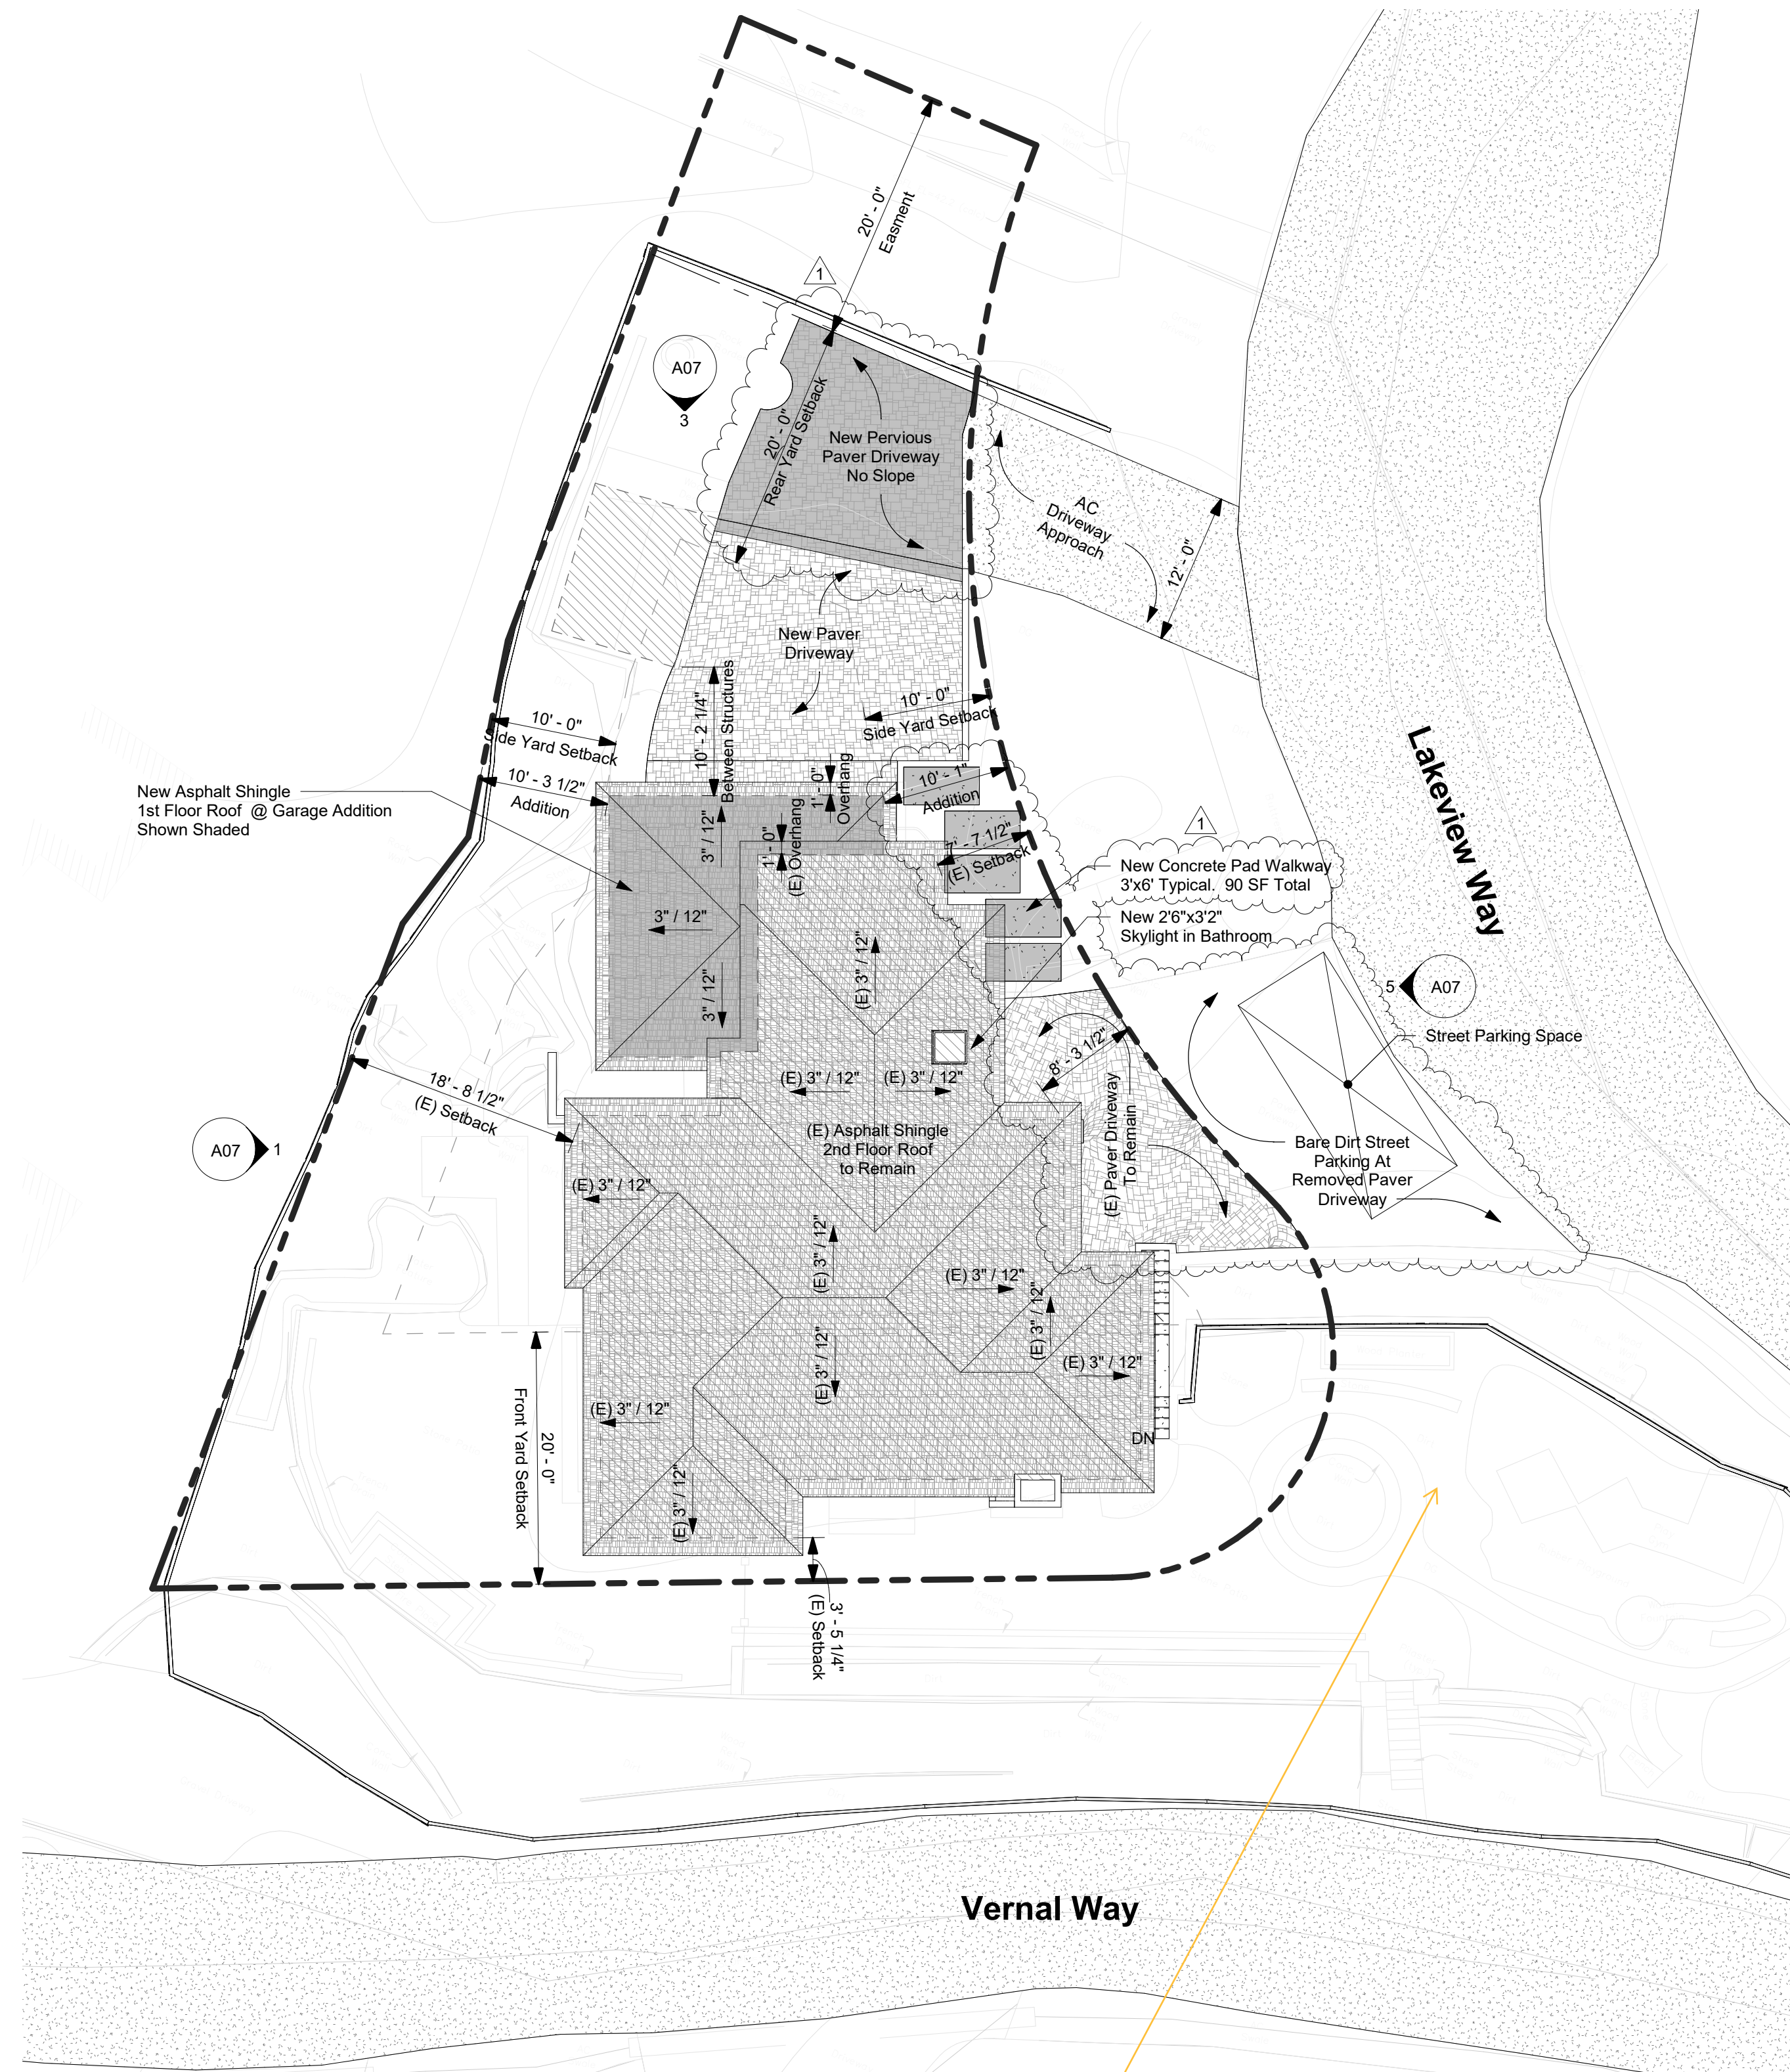 20' - 0"
Easment
1
A07
3
20' - 0"
Rear Yard Setback
New Pervious
Paver Driveway
No Slope
AC
Driveway
Approach
12' - 0"
New Paver
Driveway
10' - 2 1/4"
Between Structures
10' - 0"
Side Yard Setback
10' - 0"
Side Yard Setback
10' - 3 1/2"
Addition
New Asphalt Shingle
1st Floor Roof @ Garage Addition
Shown Shaded
1' - 0"
Overhang
1' - 0"
(E) Overhang
10' - 1"
Addition
7' - 7 1/2"
(E) Setback
1
New Concrete Pad Walkway
3'x6' Typical. 90 SF Total
New 2'6"x3'2"
Skylight in Bathroom
Lakeview Way
3" / 12"
3" / 12"
3" / 12"
(E) 3" / 12"
5
A07
Street Parking Space
8' - 3 1/2"
(E) 3" / 12"
(E) 3" / 12"
18' - 8 1/2"
(E) Setback
A07
1
(E) Asphalt Shingle
2nd Floor Roof
to Remain
(E) Paver Driveway
To Remain
Bare Dirt Street
Parking At
Removed Paver
Driveway
(E) 3" / 12"
(E) 3" / 12"
(E) 3" / 12"
(E) 3" / 12"
(E) 3" / 12"
(E) 3" / 12"
(E) 3" / 12"
20' - 0"
Front Yard Setback
(E) 3" / 12"
DN
3' - 5 1/4"
(E) Setback
Vernal Way